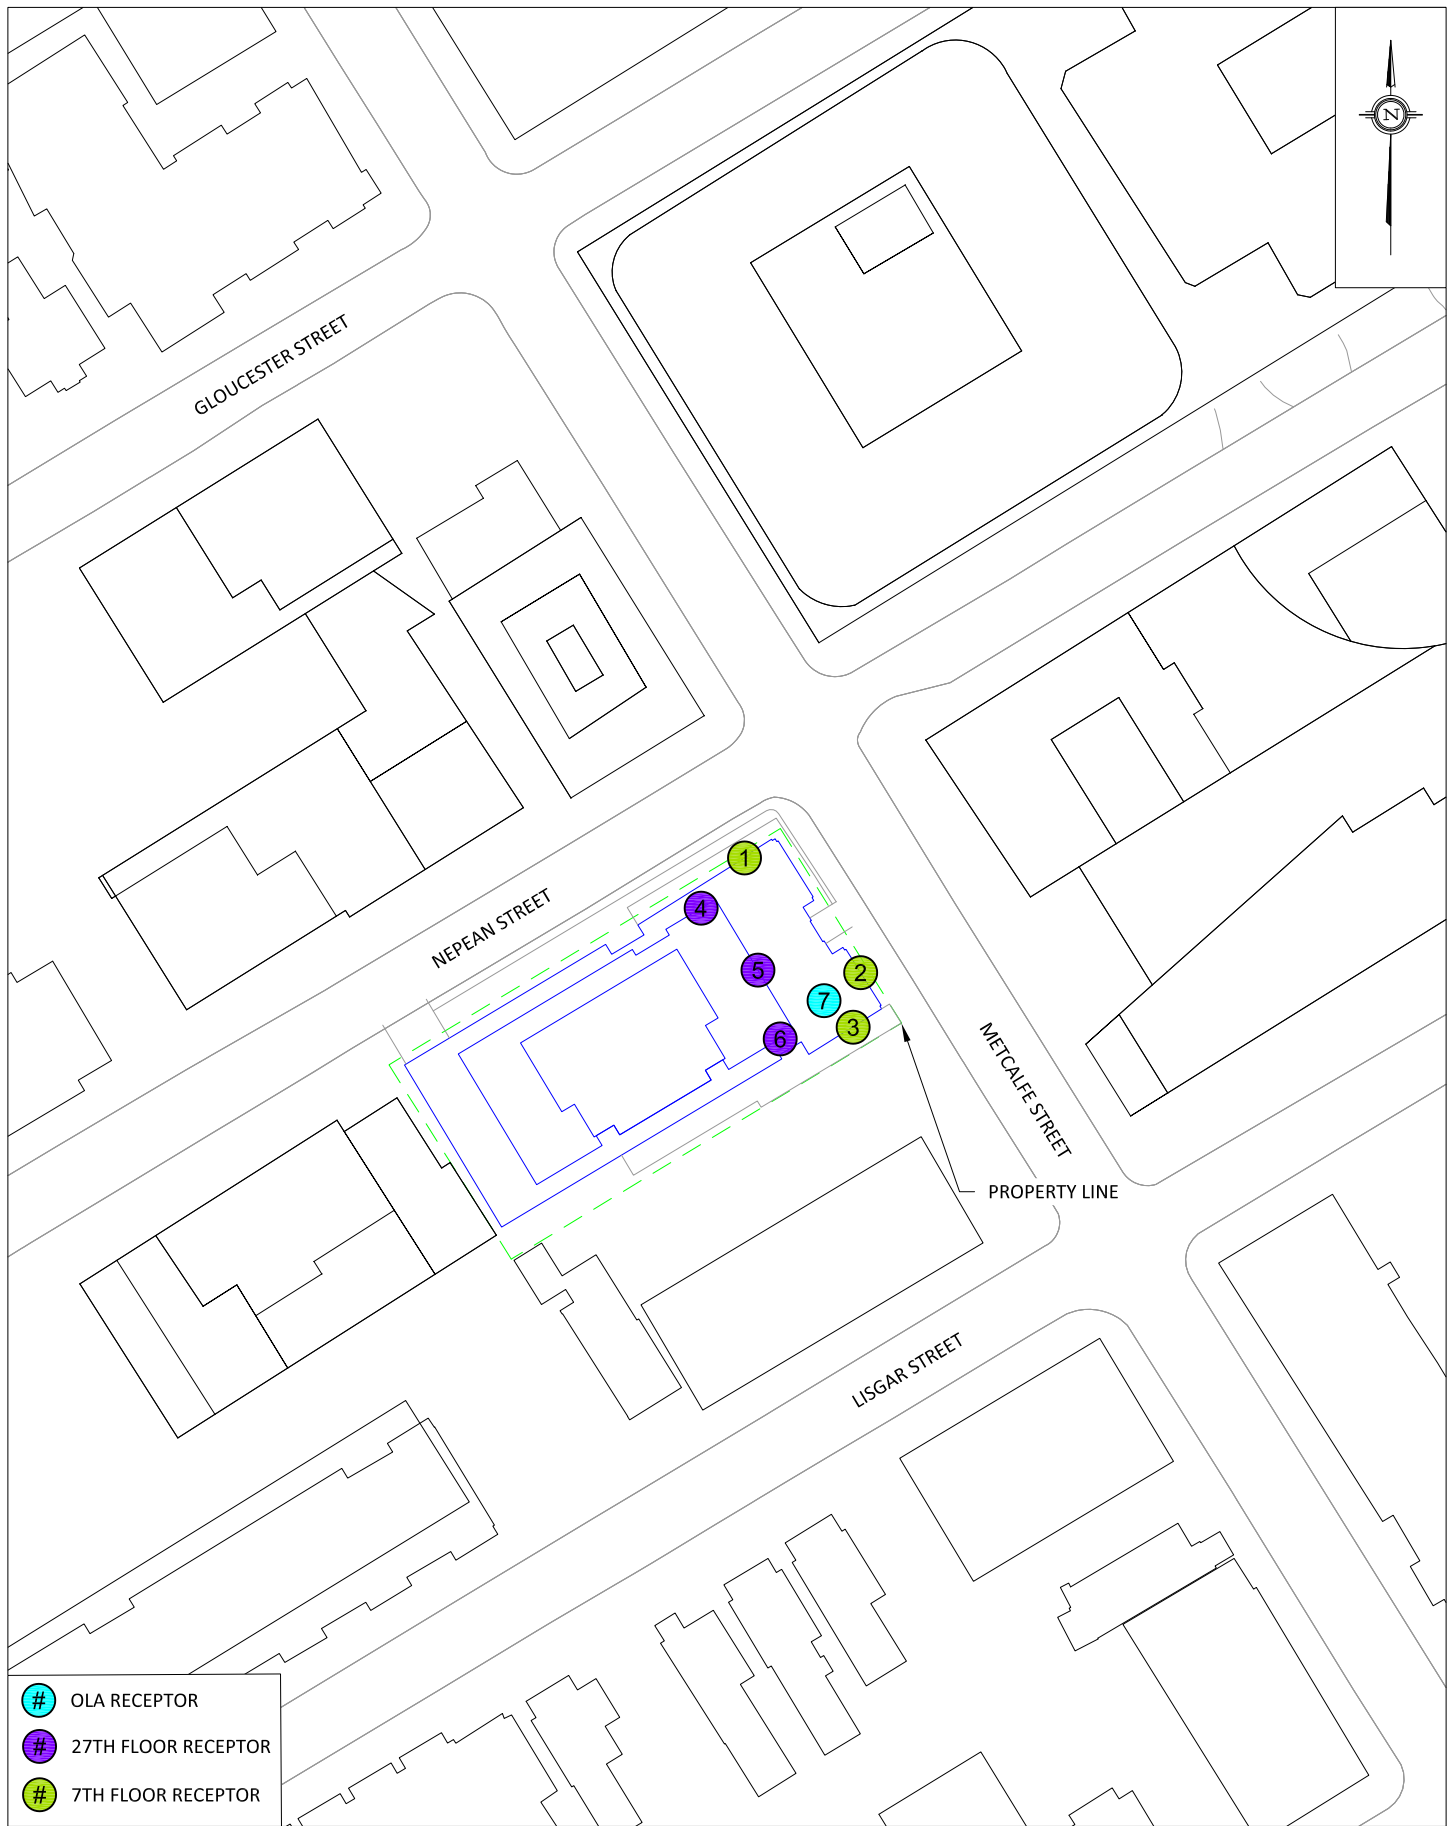 N
GLOUCESTER STREET
NEPEAN STREET
1
4
5
2
7
3
6
METCALFE STREET
PROPERTY LINE
LISGAR STREET
# OLA RECEPTOR
# 27TH FLOOR RECEPTOR
# 7TH FLOOR RECEPTOR